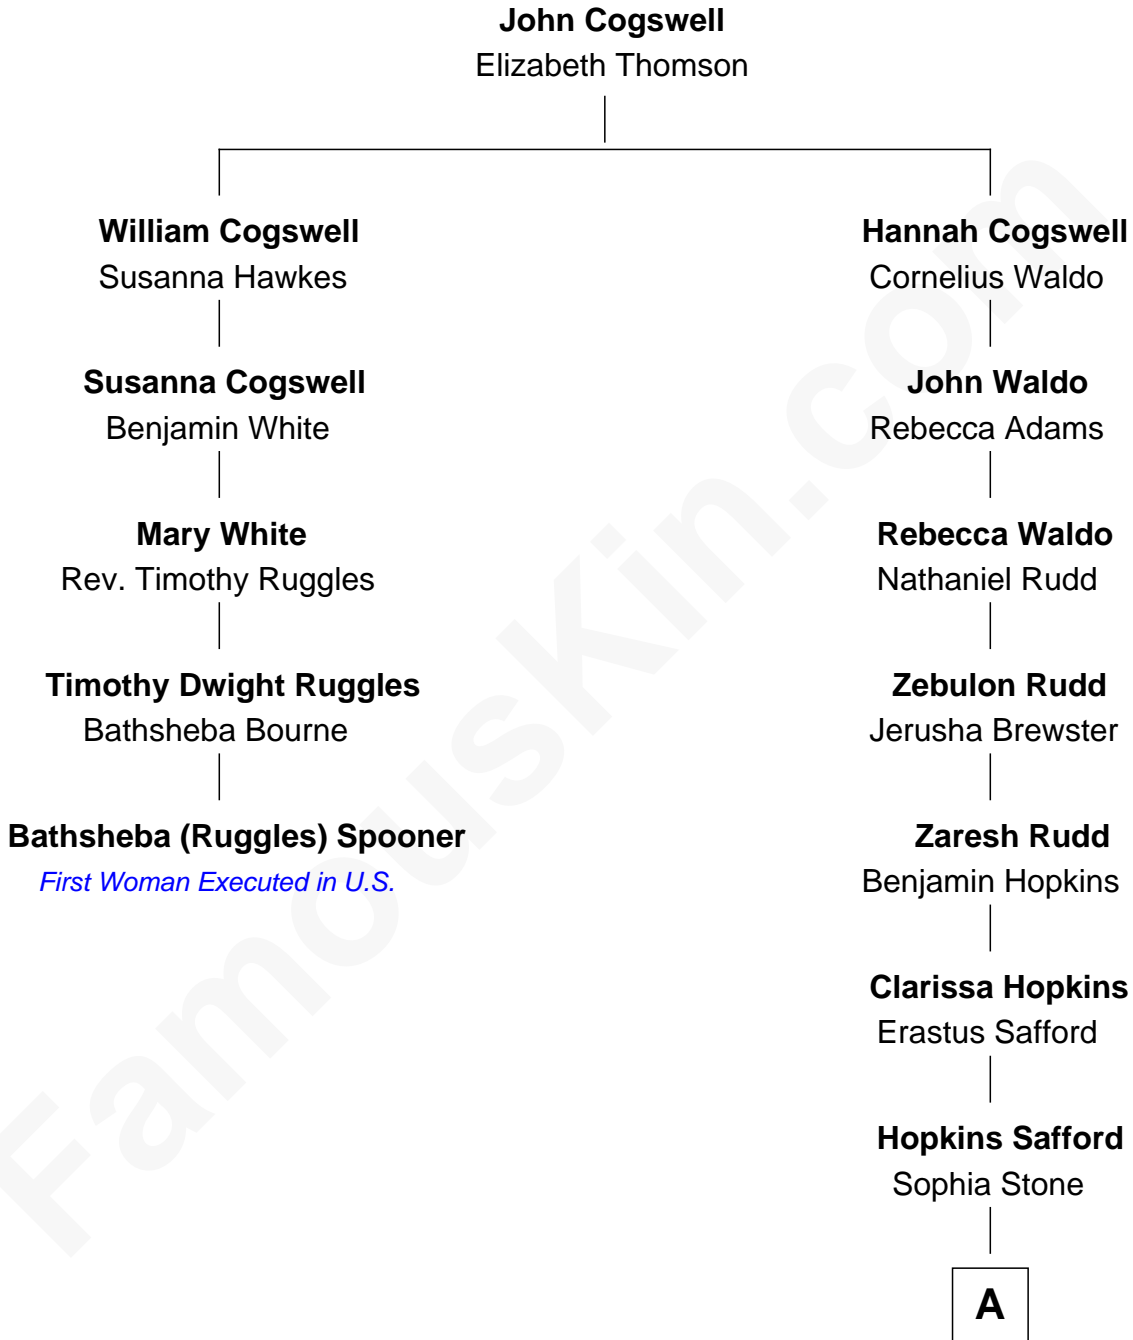 John Cogswell
Elizabeth Thomson
William Cogswell
Susanna Hawkes
Susanna Cogswell
Benjamin White
Mary White
Rev. Timothy Ruggles
Timothy Dwight Ruggles
Bathsheba Bourne
Bathsheba (Ruggles) Spooner
First Woman Executed in U.S.
Hannah Cogswell
Cornelius Waldo
John Waldo
Rebecca Adams
Rebecca Waldo
Nathaniel Rudd
Zebulon Rudd
Jerusha Brewster
Zaresh Rudd
Benjamin Hopkins
Clarissa Hopkins
Erastus Safford
Hopkins Safford
Sophia Stone
A
FamousKin.com